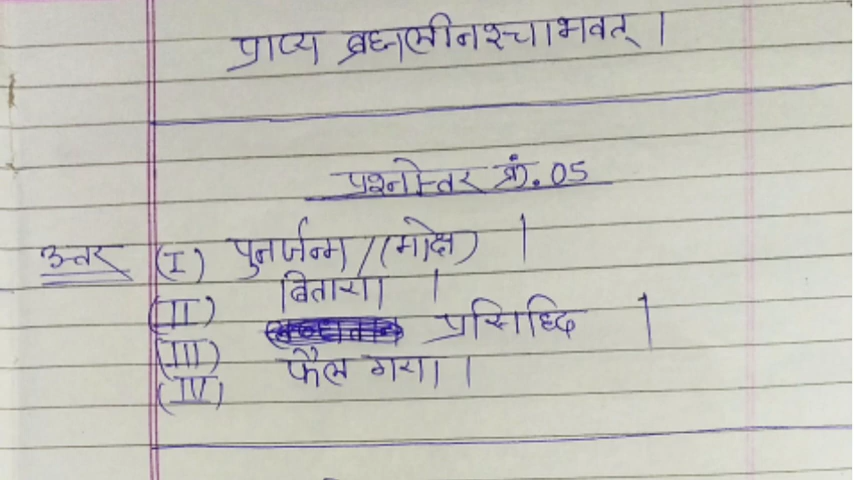 प्राप्य ब्रह्मलीनश्चाभवत् ।
प्रश्नोत्तर क्रं. 05
उत्तर (I) पुनर्जन्म /(मोक्ष) |
(II) बिताया |
(III) प्रसिध्दि |
(IV) फैल गया ।